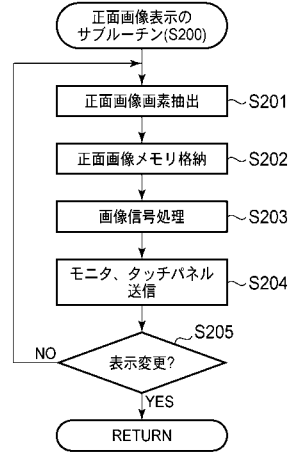 正面画像表示の
サブルーチン(S200)
正面画像画素抽出
S201
正面画像メモリ格納
S202
画像信号処理
S203
モニタ、タッチパネル
送信
S204
S205
表示変更?
NO
YES
RETURN